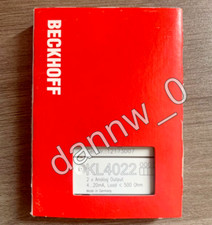 BECKHOFF
KL4022
2 x Analog Output
4..20mA, Load ≤ 500 Ohm
Made in Germany
dannw_0